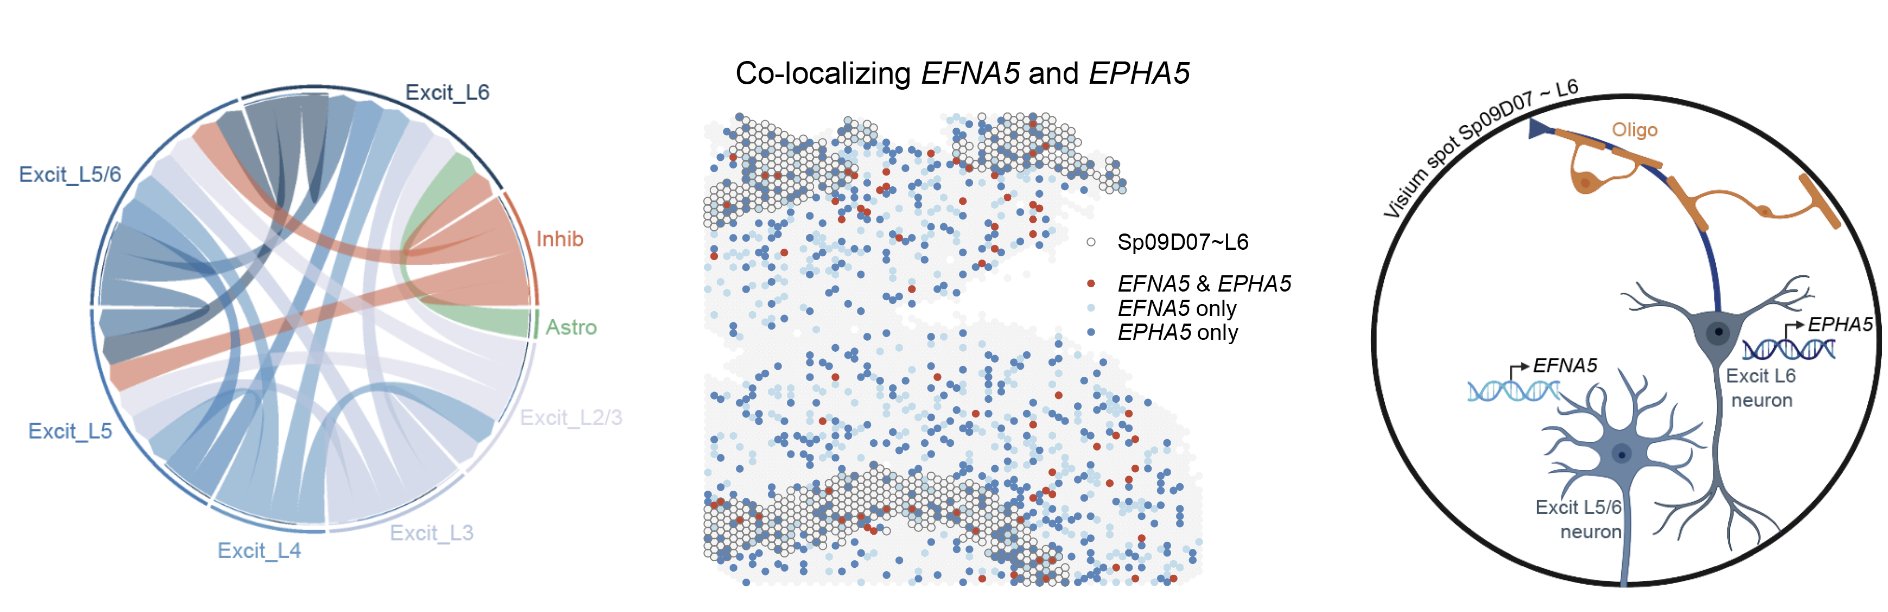 Excit_L6
Excit_L5/6
Inhib
Astro
Excit_L2/3
Excit_L5
Excit_L3
Excit_L4
Co-localizing EFNA5 and EPHA5
Sp09D07~L6
EFNA5 & EPHA5
EFNA5 only
EPHA5 only
Visium spot Sp09D07 ~ L6
Oligo
EPHA5
EFNA5
Excit L6
neuron
Excit L5/6
neuron